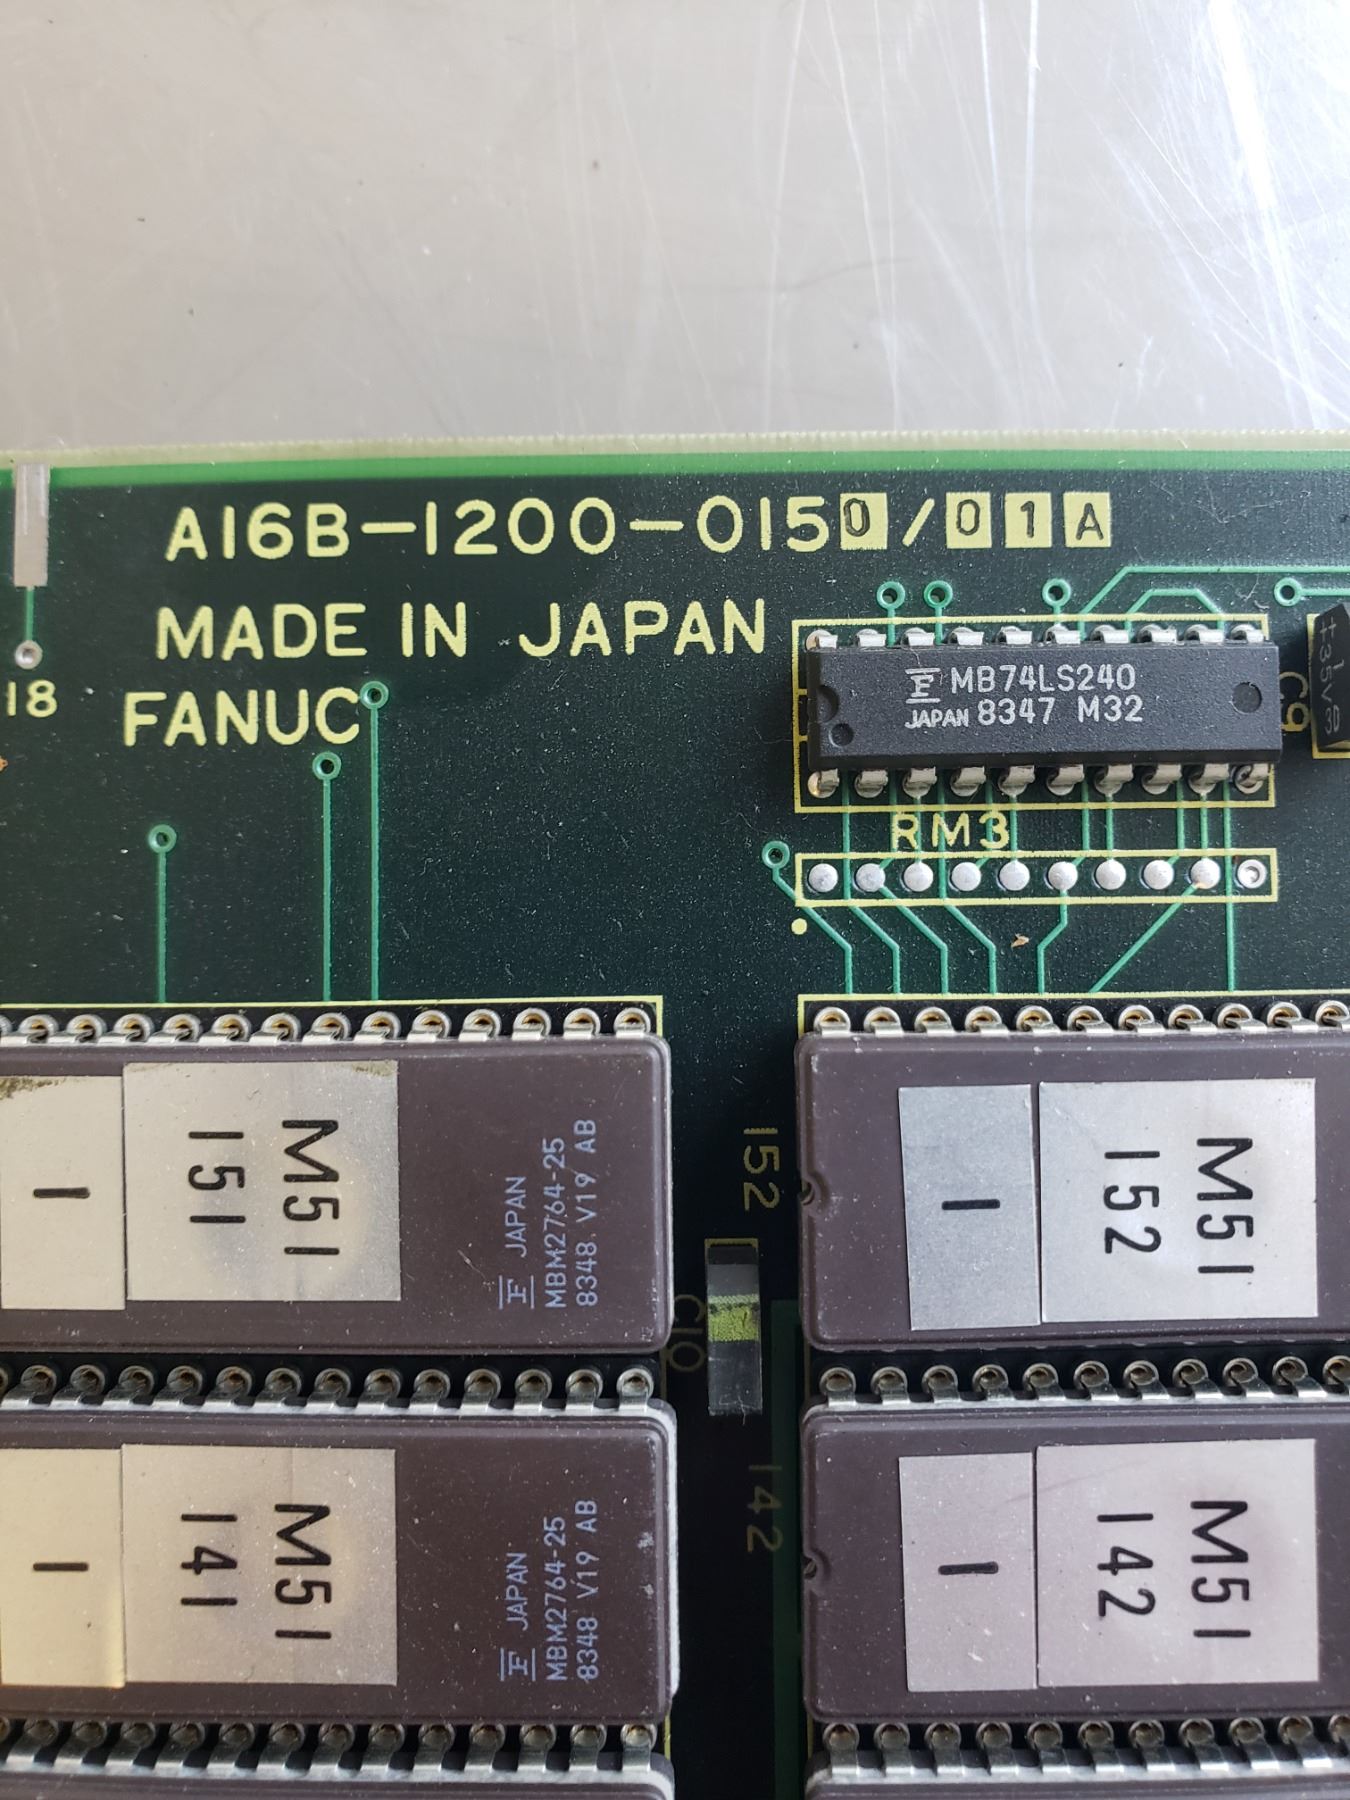 A16B-1200-0150/01A
MADE IN JAPAN
FANUC
18
F MB74LS240
JAPAN 8347 M32
C9
RM3
M51
151
1
F JAPAN
MBM2764-25
8348 V19 AB
152
M51
152
1
C10
M51
141
1
F JAPAN
MBM2764-25
8348 V19 AB
142
M51
142
1